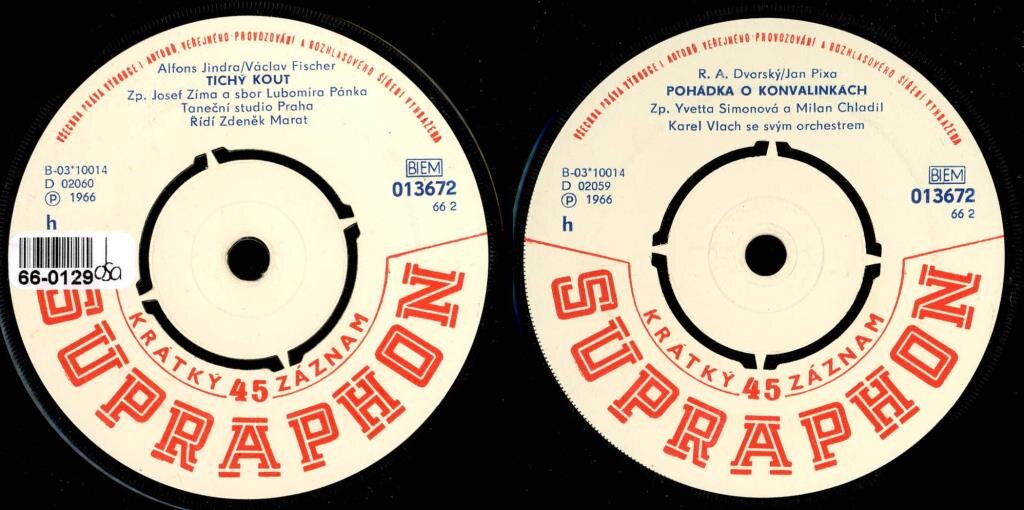 VŠECHNA PRÁVA VÝROBCE I AUTORŮ, VEŘEJNÉHO PROVOZOVÁNÍ A ROZHLASOVÉHO ŠÍŘENÍ VYHRAZENA
Alfons Jindra/Václav Fischer
TICHÝ KOUT
Zp. Josef Zíma a sbor Lubomíra Pánka
Taneční studio Praha
Řídí Zdeněk Marat
B-03*10014
D 02060
Ⓟ 1966
h
BIEM
013672
66 2
66-0129
KRÁTKÝ 45 ZÁZNAM
SUPRAPHON
VŠECHNA PRÁVA VÝROBCE I AUTORŮ, VEŘEJNÉHO PROVOZOVÁNÍ A ROZHLASOVÉHO ŠÍŘENÍ VYHRAZENA
R. A. Dvorský/Jan Pixa
POHÁDKA O KONVALINKÁCH
Zp. Yvetta Simonová a Milan Chladil
Karel Vlach se svým orchestrem
B-03*10014
D 02059
Ⓟ 1966
h
BIEM
013672
66 2
KRÁTKÝ 45 ZÁZNAM
SUPRAPHON